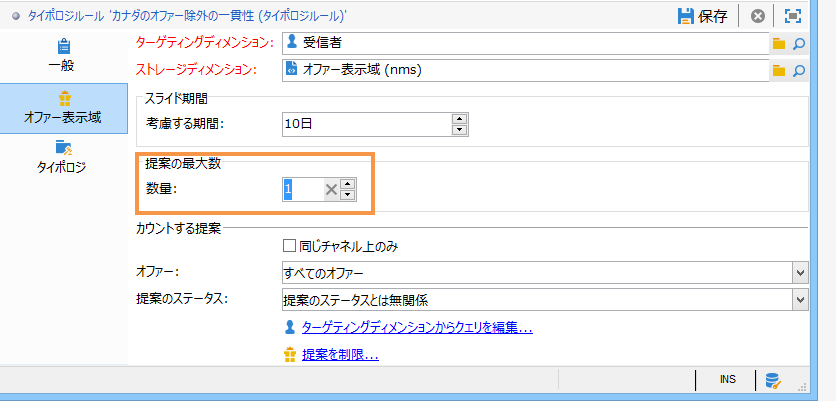 タイポロジルール 'カナダのオファー除外の一貫性 (タイポロジルール)'
保存
一般
オファー表示域
タイポロジ
ターゲティングディメンション: 受信者
ストレージディメンション: オファー表示域 (nms)
スライド期間
考慮する期間: 10日
提案の最大数
数量: 1
カウントする提案
同じチャネル上のみ
オファー: すべてのオファー
提案のステータス: 提案のステータスとは無関係
ターゲティングディメンションからクエリを編集...
提案を制限...
INS